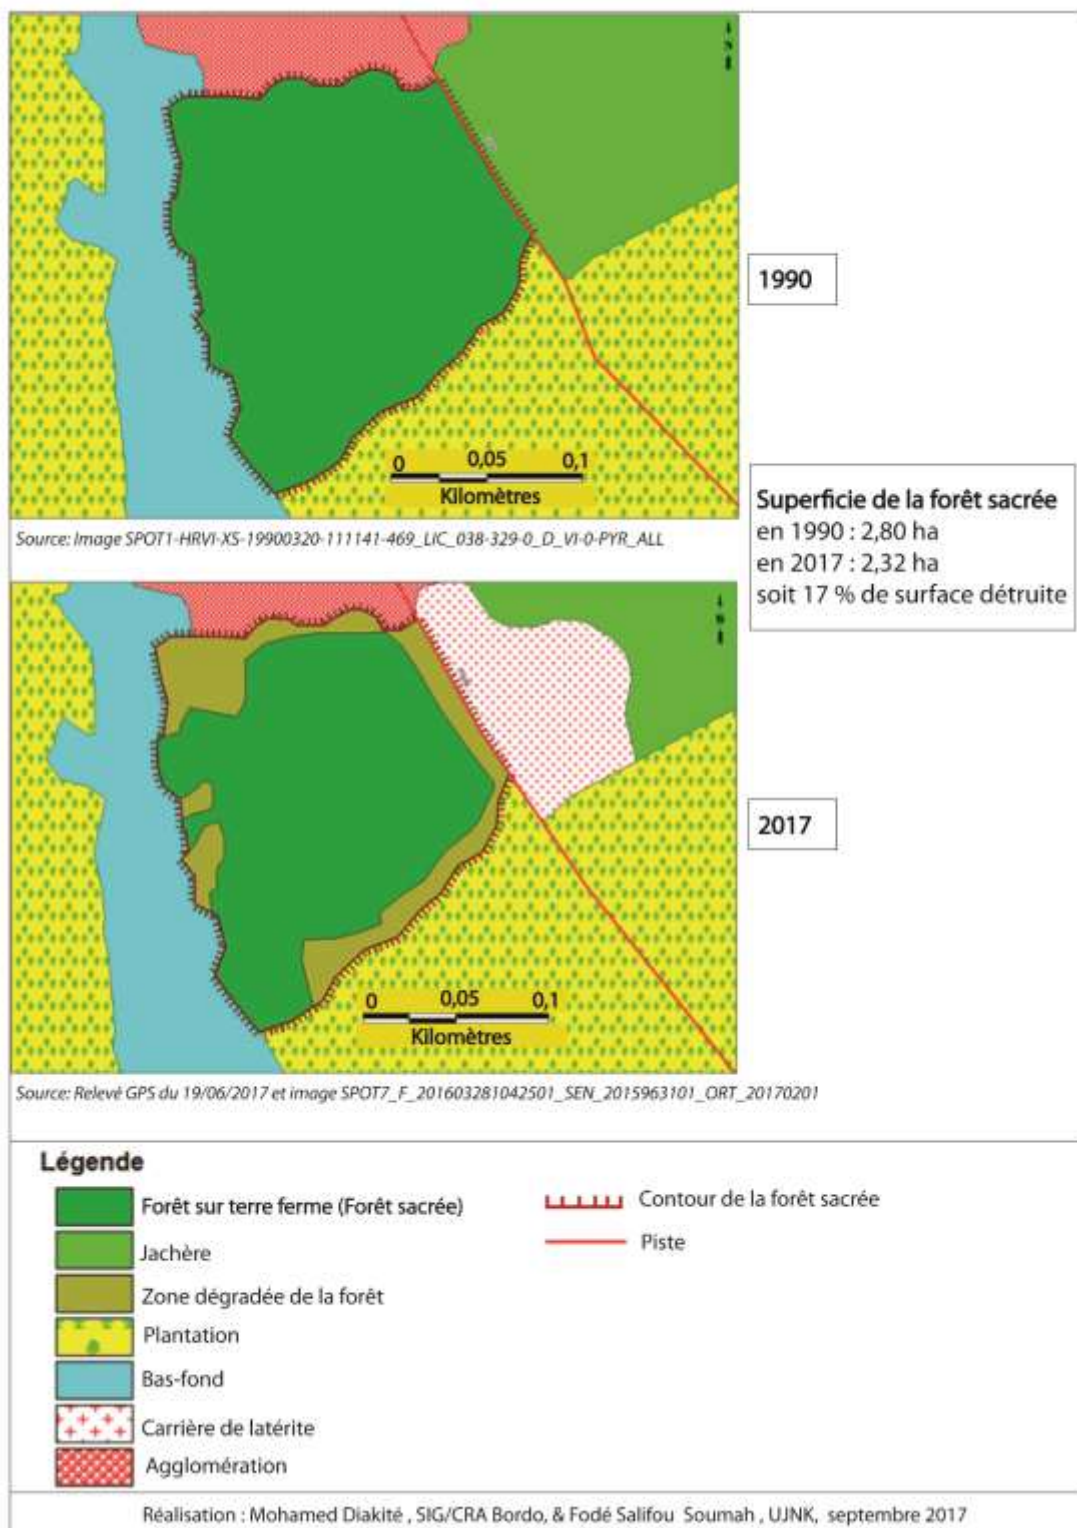 1990
0 0,05 0,1
Kilomètres
Source: Image SPOT1-HRVI-XS-19900320-111141-469_LIC_038-329-0_D_VI-0-PYR_ALL
Superficie de la forêt sacrée
en 1990 : 2,80 ha
en 2017 : 2,32 ha
soit 17 % de surface détruite
2017
0 0,05 0,1
Kilomètres
Source: Relevé GPS du 19/06/2017 et image SPOT7_F_201603281042501_SEN_2015963101_ORT_20170201
Légende
Forêt sur terre ferme (Forêt sacrée)
Jachère
Zone dégradée de la forêt
Plantation
Bas-fond
Carrière de latérite
Agglomération
Contour de la forêt sacrée
Piste
Réalisation : Mohamed Diakité , SIG/CRA Bordo, & Fodé Salifou Soumah , UJNK, septembre 2017